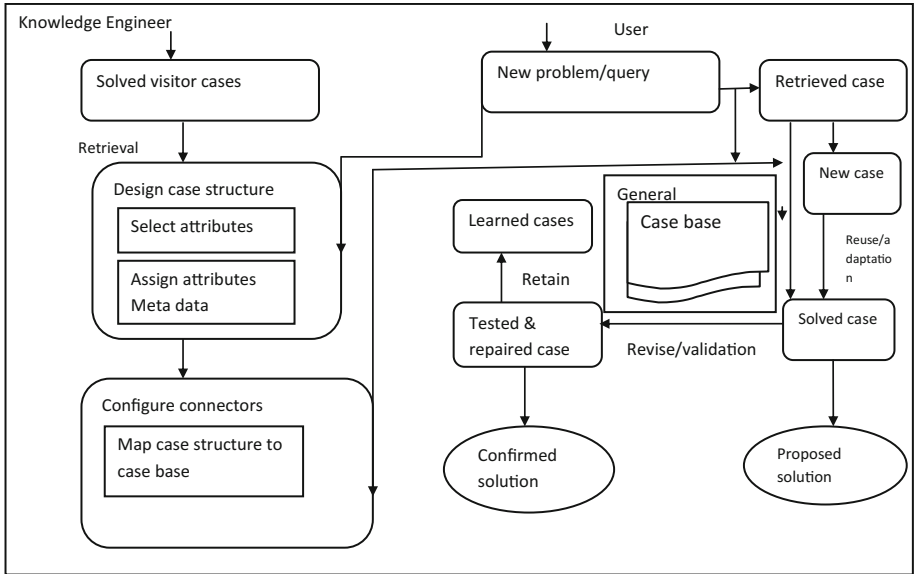 Knowledge Engineer
User
Solved visitor cases
New problem/query
Retrieved case
Retrieval
Design case structure
Select attributes
Assign attributes
Meta data
New case
General
Case base
Learned cases
Reuse/a
daptatio
n
Retain
Tested &
repaired case
Revise/validation
Solved case
Configure connectors
Map case structure to
case base
Confirmed
solution
Proposed
solution